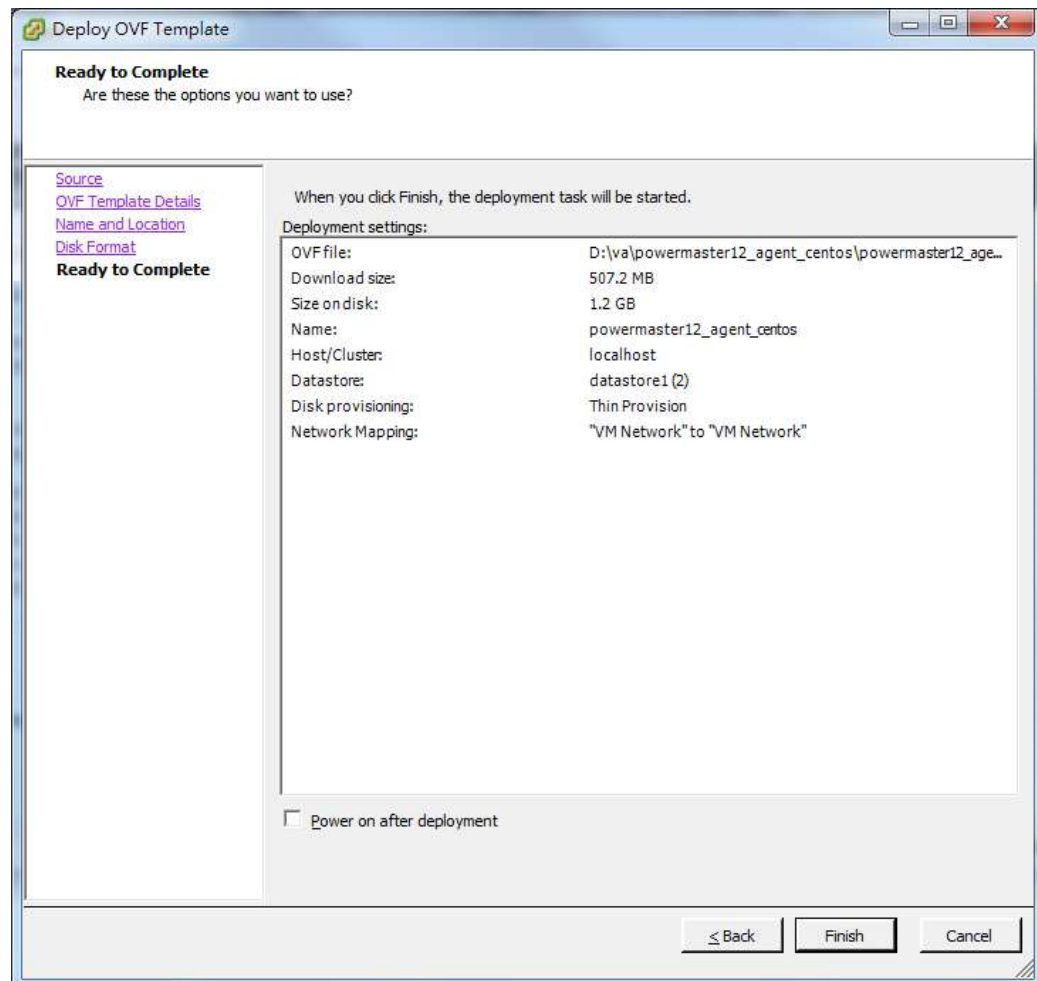 Deploy OVF Template
Ready to Complete
Are these the options you want to use?
Source
OVF Template Details
Name and Location
Disk Format
Ready to Complete
When you click Finish, the deployment task will be started.
Deployment settings:
OVF file: D:\va\powermaster12_agent_centos\powermaster12_age...
Download size: 507.2 MB
Size on disk: 1.2 GB
Name: powermaster12_agent_centos
Host/Cluster: localhost
Datastore: datastore1 (2)
Disk provisioning: Thin Provision
Network Mapping: "VM Network" to "VM Network"
Power on after deployment
< Back Finish Cancel